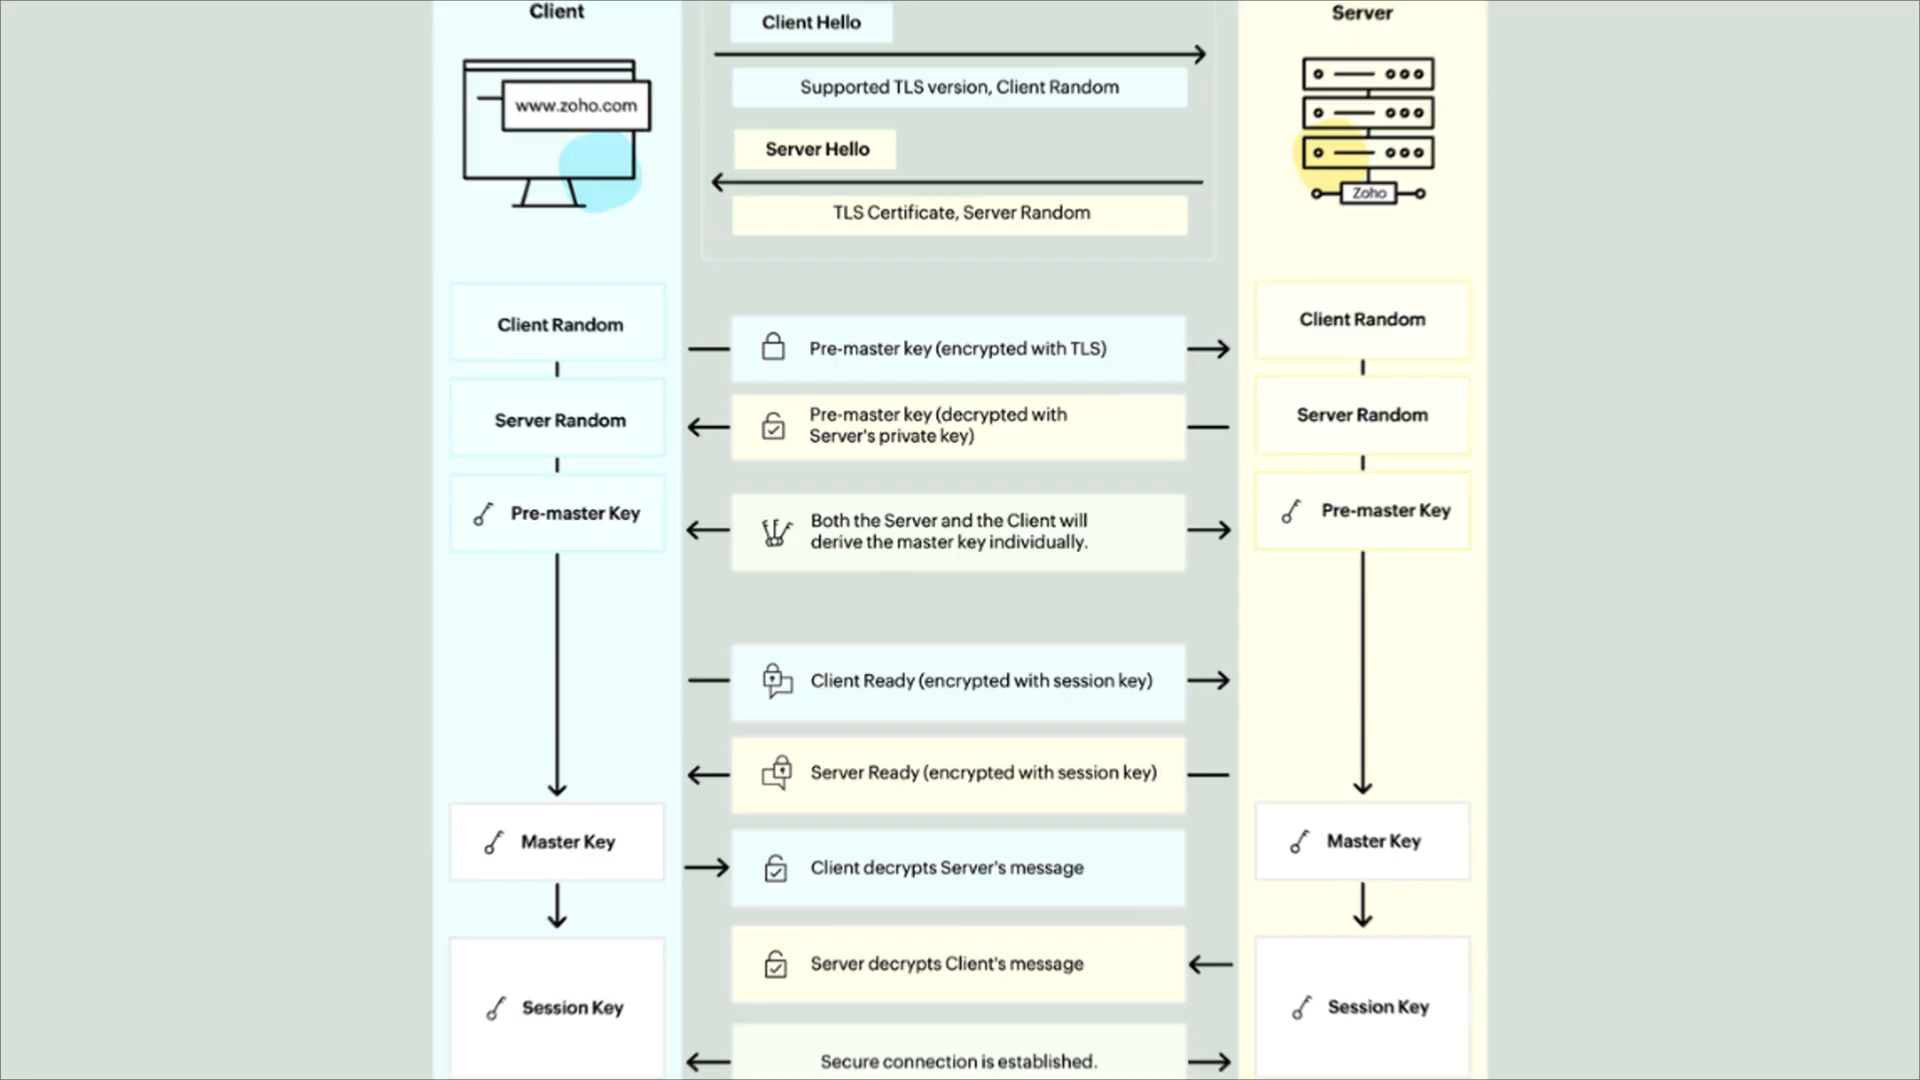 Client
Client Hello
Server
www.zoho.com
Supported TLS version, Client Random
Server Hello
TLS Certificate, Server Random
Zoho
Client Random
Server Random
Pre-master Key
Master Key
Session Key
Pre-master key (encrypted with TLS)
Pre-master key (decrypted with
Server's private key)
Both the Server and the Client will
derive the master key individually.
Client Ready (encrypted with session key)
Server Ready (encrypted with session key)
Client decrypts Server's message
Server decrypts Client's message
Secure connection is established.
Client Random
Server Random
Pre-master Key
Master Key
Session Key